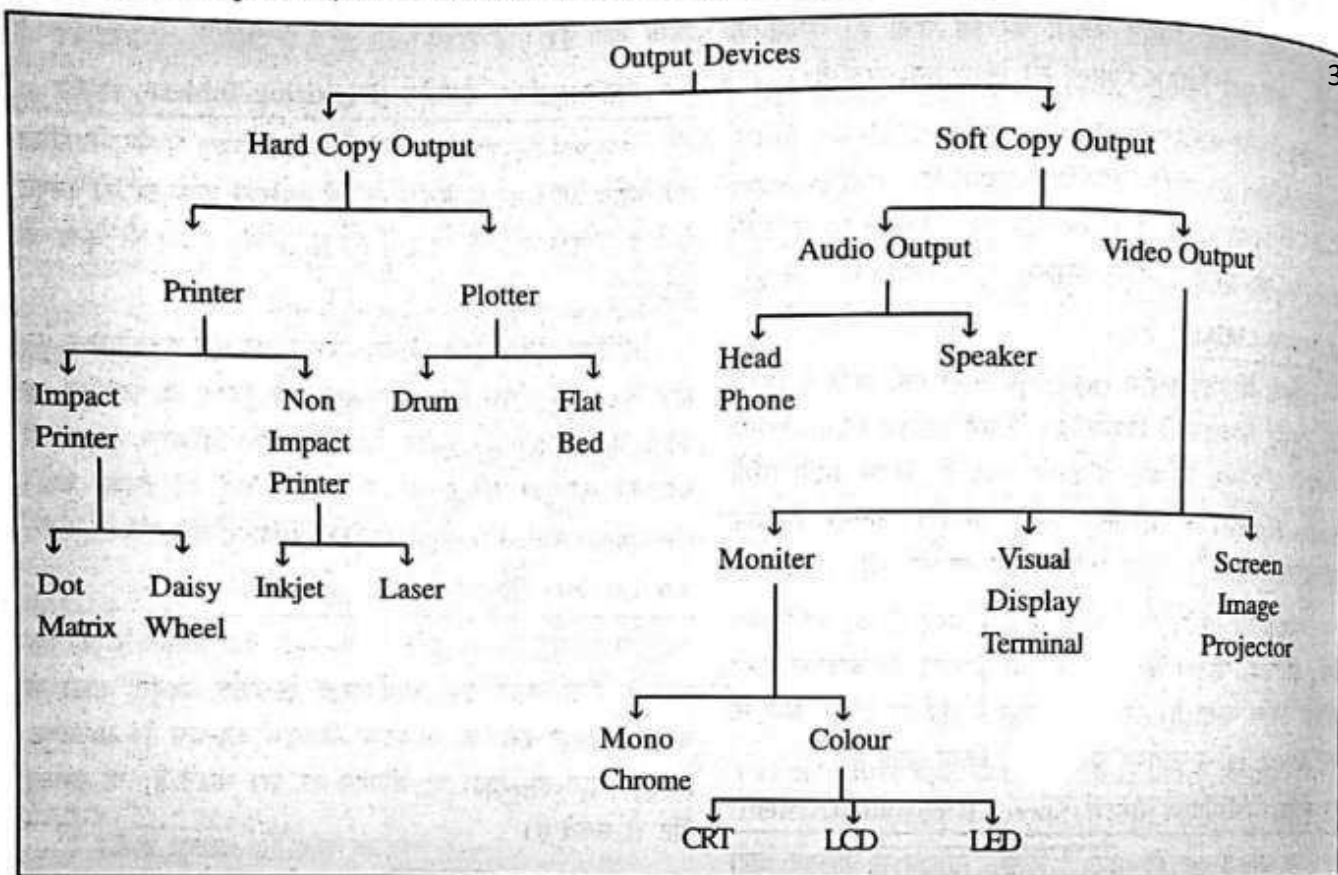 Output Devices
3
Hard Copy Output
Soft Copy Output
Audio Output
Video Output
Printer
Plotter
Head
Phone
Speaker
Impact
Printer
Non
Impact
Printer
Drum
Flat
Bed
Moniter
Visual
Display
Terminal
Screen
Image
Projector
Dot
Matrix
Daisy
Wheel
Inkjet
Laser
Mono
Chrome
Colour
CRT
LCD
LED